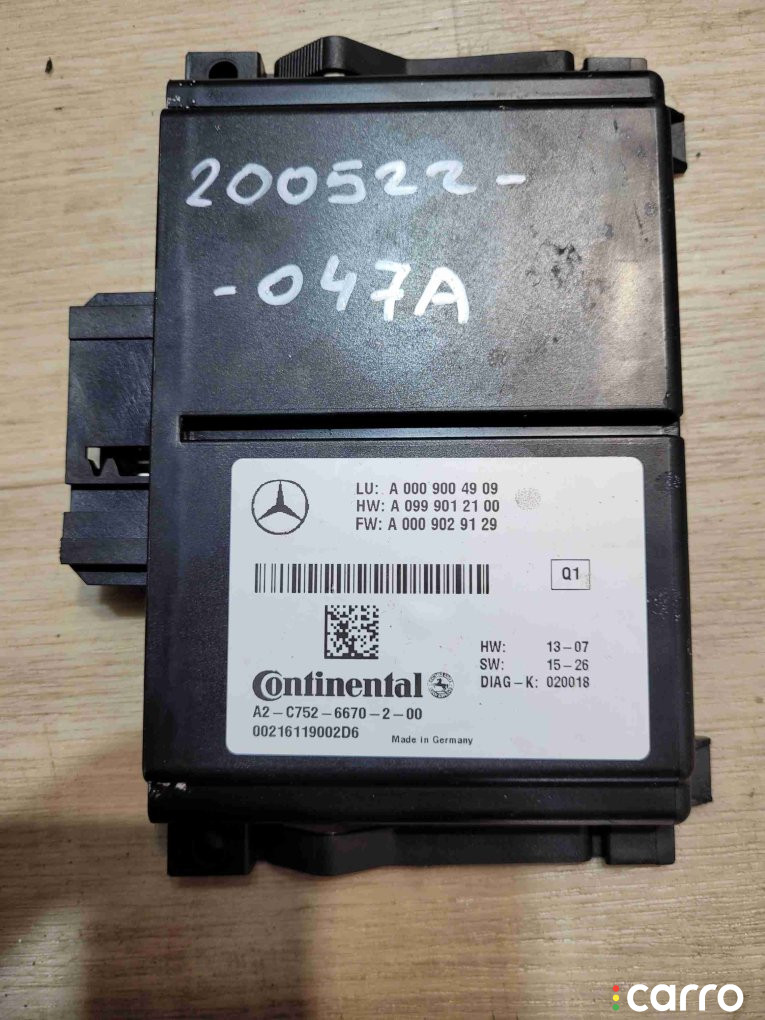 200522-
-047A
LU: A 000 900 49 09
HW: A 099 901 21 00
FW: A 000 902 91 29
Q1
HW: 13-07
SW: 15-26
DIAG-K: 020018
Continental
A2-C752-6670-2-00
00216119002D6
Made in Germany
carro